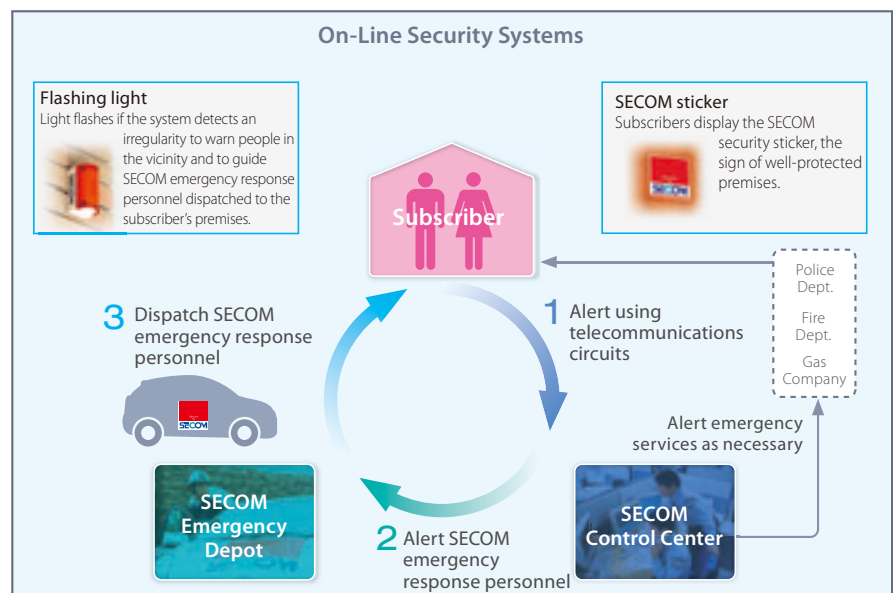 On-Line Security Systems
Flashing light
Light flashes if the system detects an
irregularity to warn people in
the vicinity and to guide
SECOM emergency response
personnel dispatched to the
subscriber's premises.
SECOM sticker
Subscribers display the SECOM
security sticker, the
sign of well-protected
premises.
SECOM
Subscriber
Police
Dept.
Fire
Dept.
Gas
Company
1 Alert using
telecommunications
circuits
3 Dispatch SECOM
emergency response
personnel
SECOM
Alert emergency
services as necessary
SECOM
Emergency
Depot
2 Alert SECOM
emergency
response personnel
SECOM
Control Center